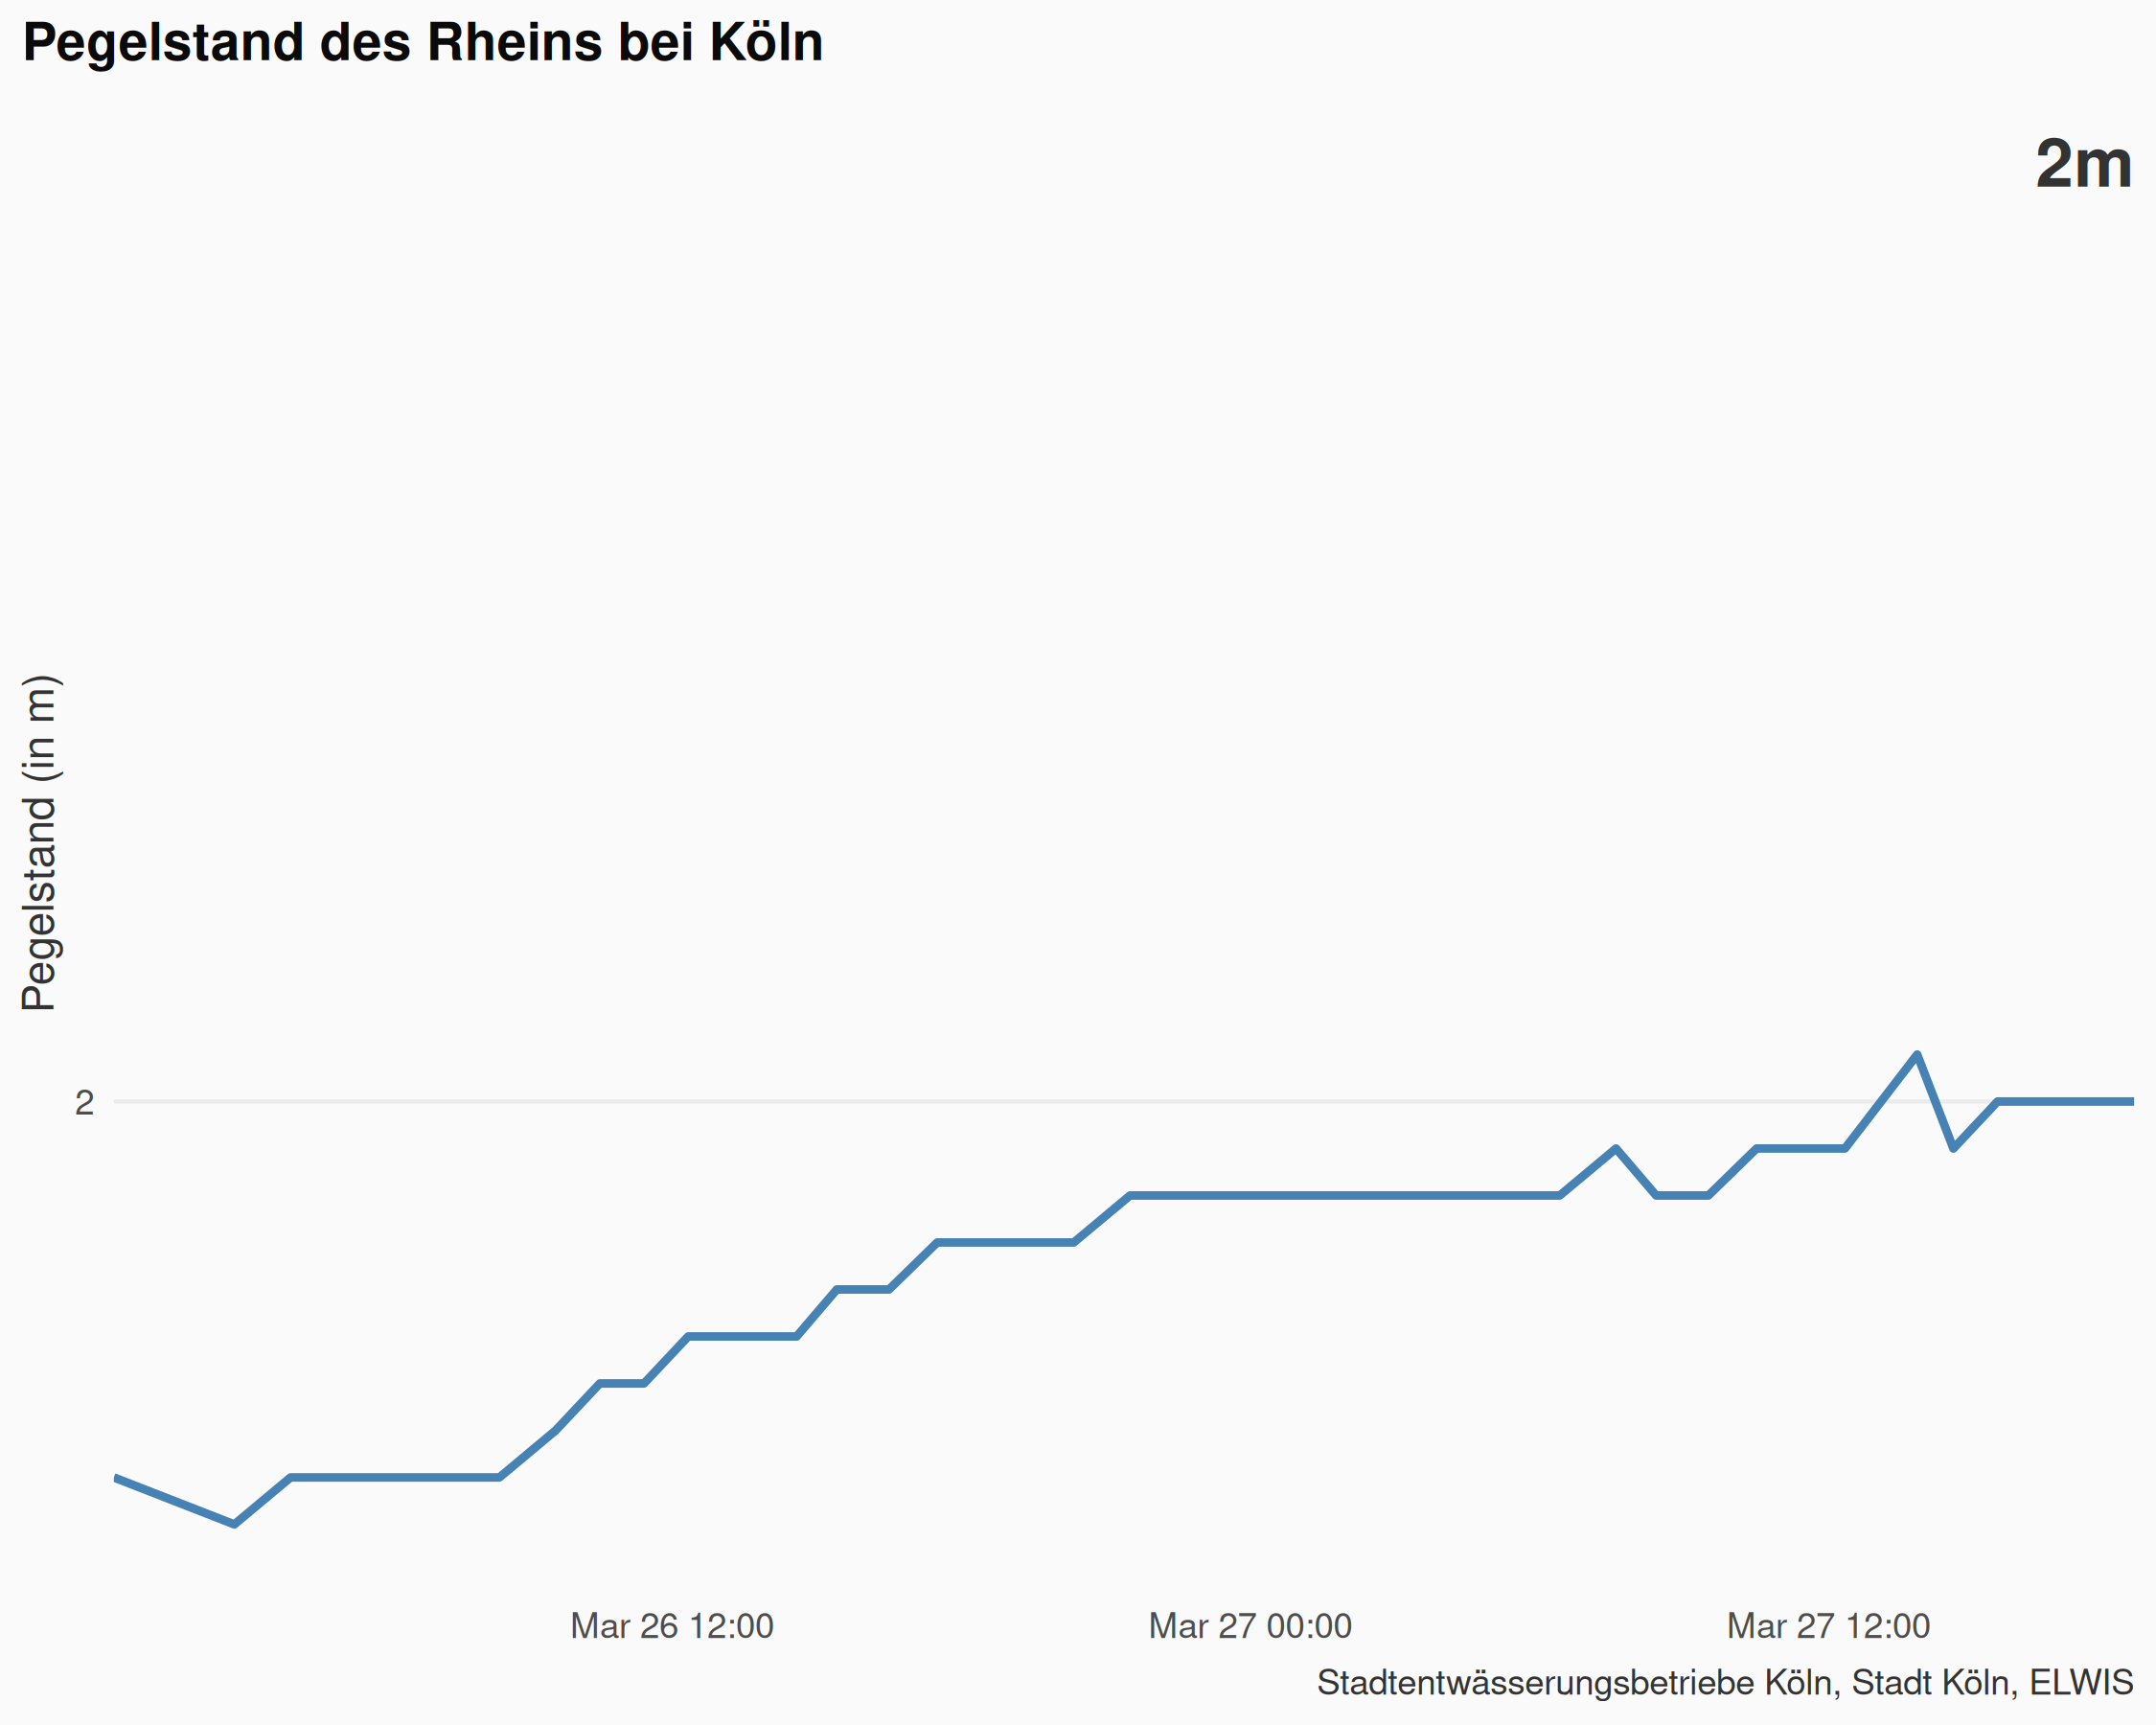 Pegelstand des Rheins bei Köln
2m
Pegelstand (in m)
2
Mar 26 12:00
Mar 27 00:00
Mar 27 12:00
Stadtentwässerungsbetriebe Köln, Stadt Köln, ELWIS